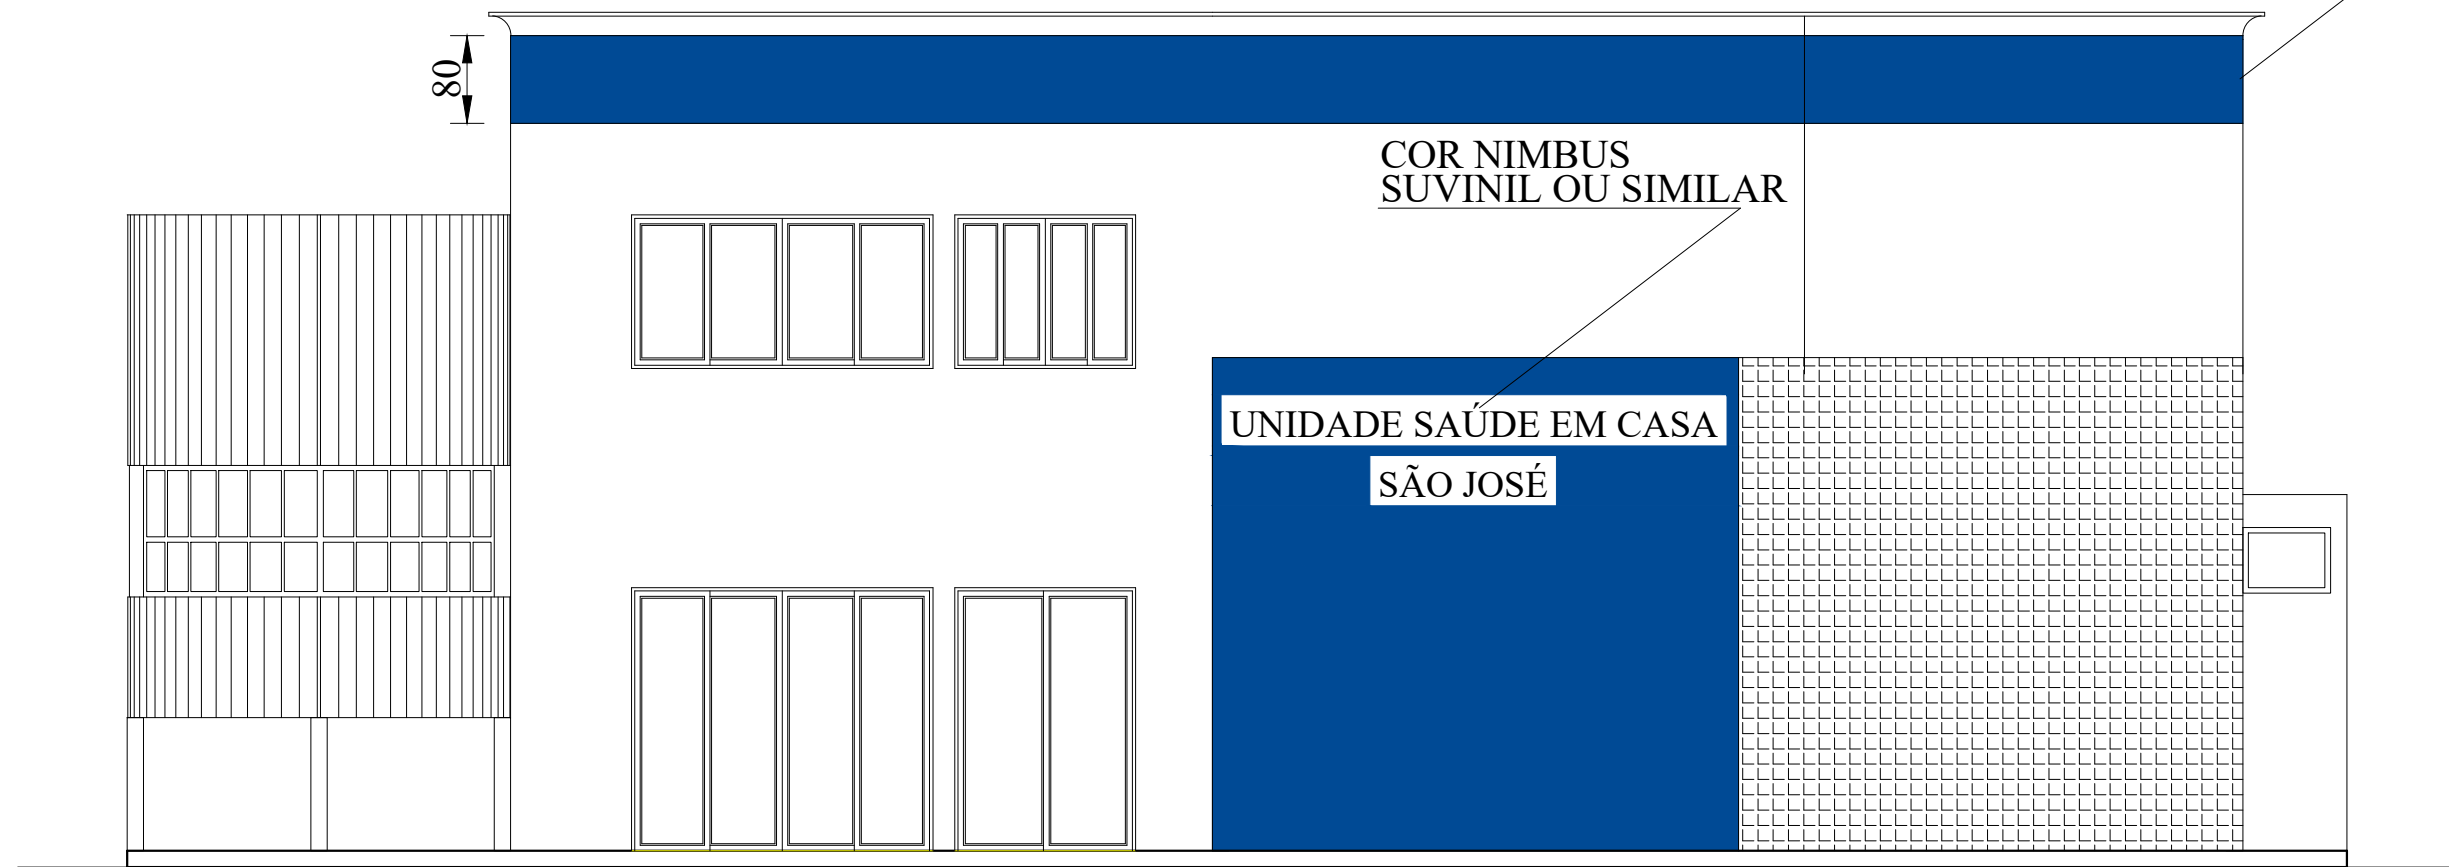 80
COR NIMBUS
SUVINIL OU SIMILAR
UNIDADE SAÚDE EM CASA
SÃO JOSÉ